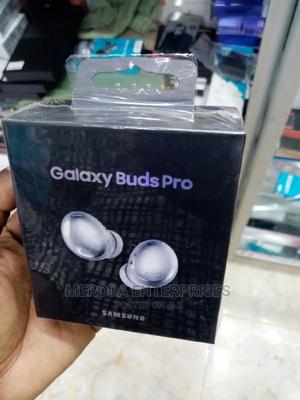 Galaxy Buds Pro
MERODA ENTERPRISES
SAMSUNG